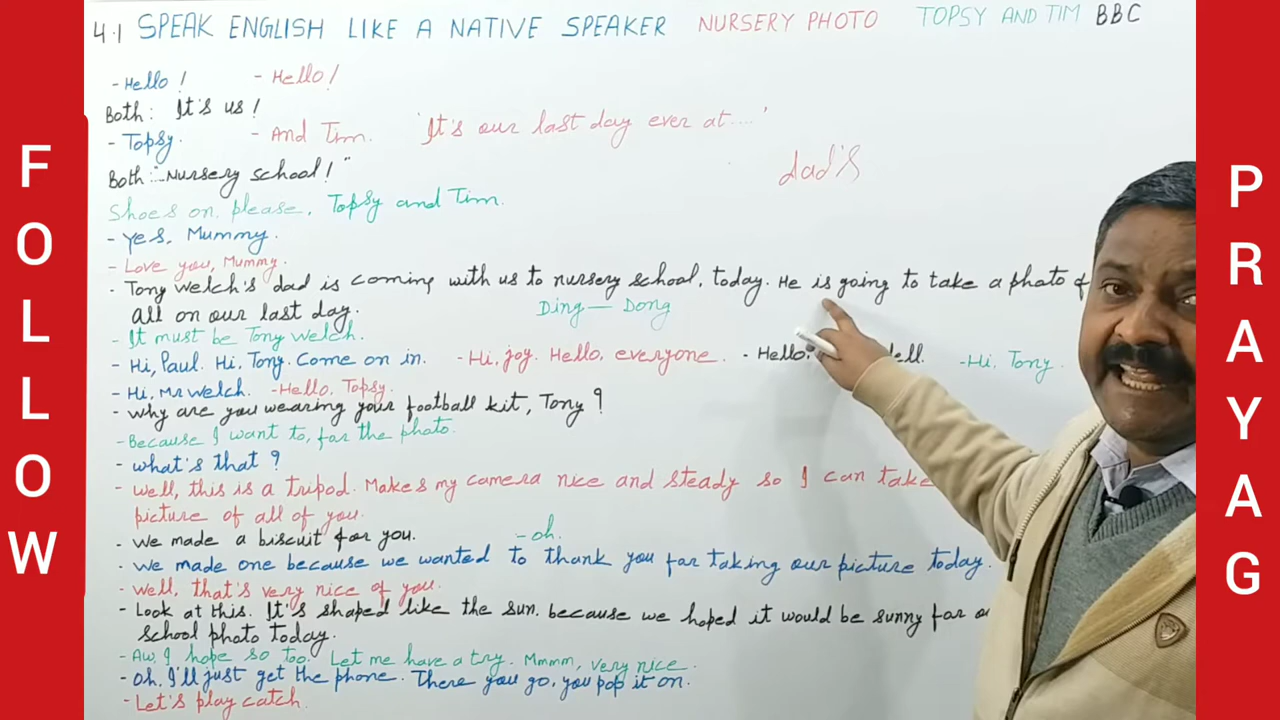 FOLLOW
4.1 SPEAK ENGLISH LIKE A NATIVE SPEAKER NURSERY PHOTO TOPSY AND TIM BBC
- Hello! - Hello!
Both: It's us!
- Topsy. - And Tim. 'It's our last day ever at....'
Both:"...Nursery school!"
dad's
Shoes on, please, Topsy and Tim.
- Yes, Mummy.
- Love you, Mummy.
- Tony Welch's dad is coming with us to nursery school, today. He is going to take a photo of
all on our last day. Ding — Dong
- It must be Tony Welch.
- Hi, Paul. Hi, Tony. Come on in. - Hi, joy. Hello, everyone. - Hello, dell. - Hi, Tony.
- Hi, Mr Welch. - Hello, Topsy.
- Why are you wearing your football kit, Tony?
- Because I want to, for the photo.
- What's that?
- Well, this is a tripod. Makes my camera nice and steady so I can take
picture of all of you.
- We made a biscuit for you. - oh.
- We made one because we wanted to thank you for taking our picture today.
- Well, that's very nice of you.
- Look at this. It's shaped like the sun. because we hoped it would be sunny for
school photo today.
- Aw. I hope so too. Let me have a try. Mmmm, very nice.
- Oh, I'll just get the phone. There you go, you pop it on.
- Let's play catch.
PRAYAG